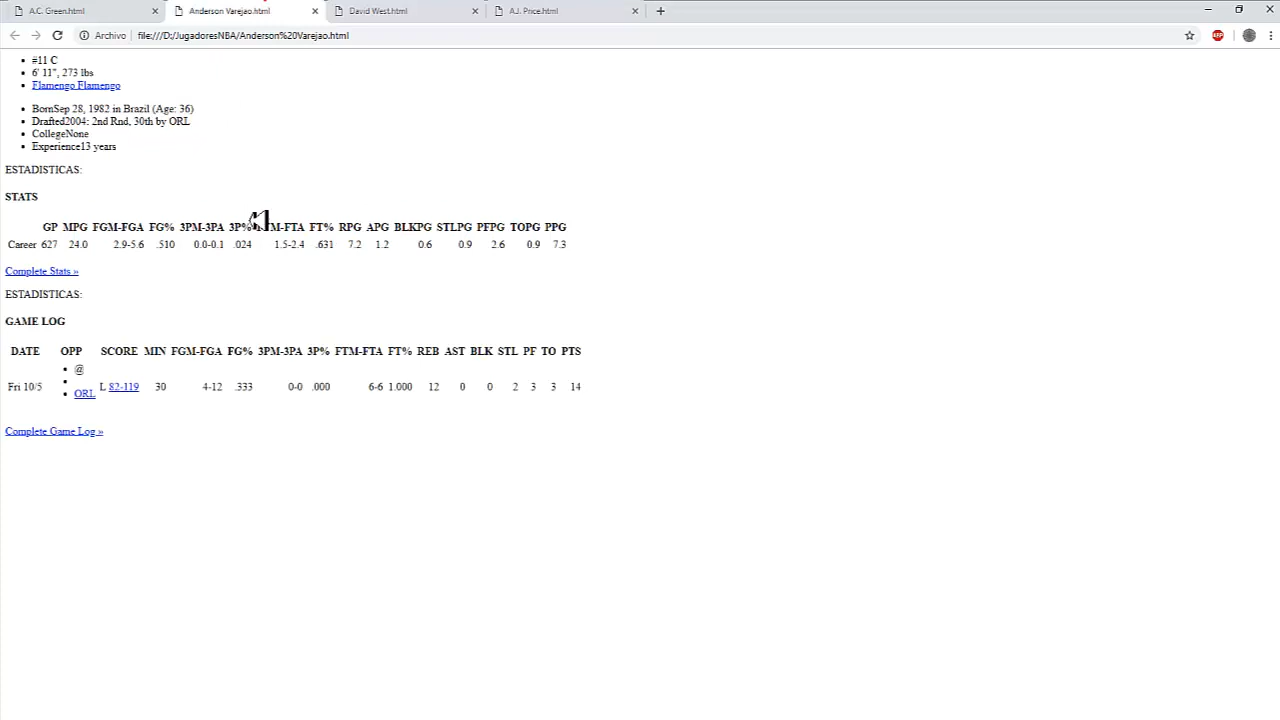 A.C. Green.html Anderson Varejao.html David West.html A.J. Price.html
Archivo file:///D:/JugadoresNBA/Anderson%20Varejao.html
#11 C
6' 11", 273 lbs
Flamengo Flamengo
BornSep 28, 1982 in Brazil (Age: 36)
Drafted2004: 2nd Rnd, 30th by ORL
CollegeNone
Experience13 years
ESTADISTICAS:
STATS
GP MPG FGM-FGA FG% 3PM-3PA 3P% FTM-FTA FT% RPG APG BLKPG STLPG PFPG TOPG PPG
Career 627 24.0 2.9-5.6 .510 0.0-0.1 .024 1.5-2.4 .631 7.2 1.2 0.6 0.9 2.6 0.9 7.3
Complete Stats »
ESTADISTICAS:
GAME LOG
DATE OPP SCORE MIN FGM-FGA FG% 3PM-3PA 3P% FTM-FTA FT% REB AST BLK STL PF TO PTS
@
Fri 10/5 L 82-119 30 4-12 .333 0-0 .000 6-6 1.000 12 0 0 2 3 3 14
ORL
Complete Game Log »